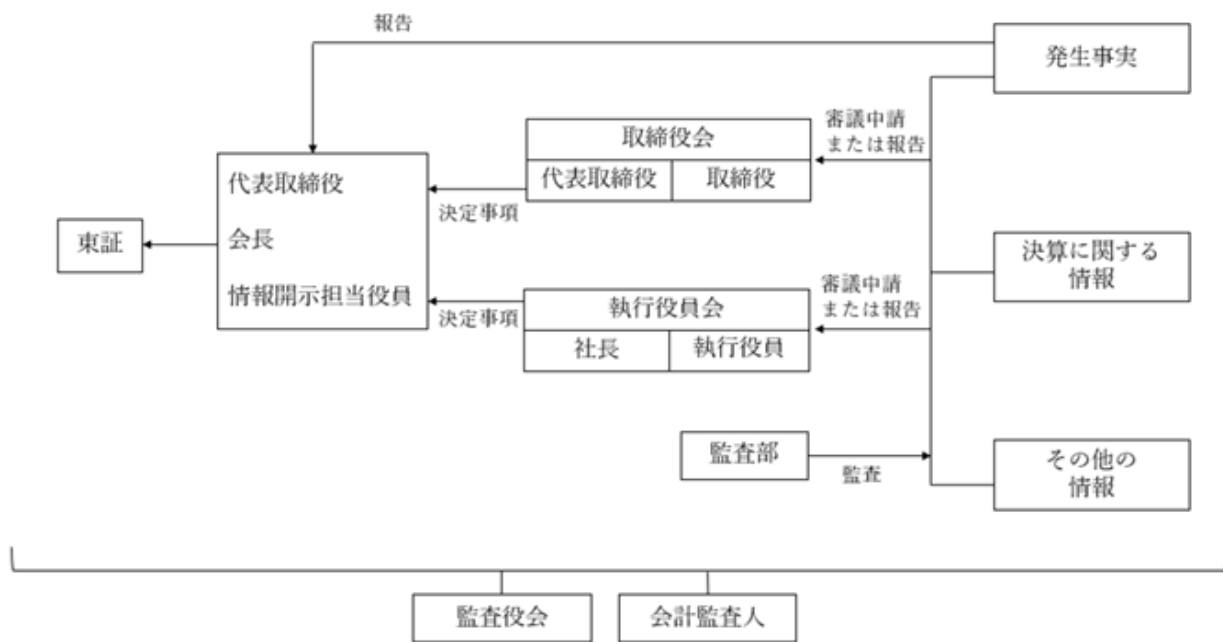 報告
発生事実
取締役会
代表取締役
取締役
審議申請
または報告
代表取締役
会長
情報開示担当役員
決定事項
東証
決算に関する
情報
執行役員会
社長
執行役員
審議申請
または報告
決定事項
監査部
監査
その他の
情報
監査役会
会計監査人